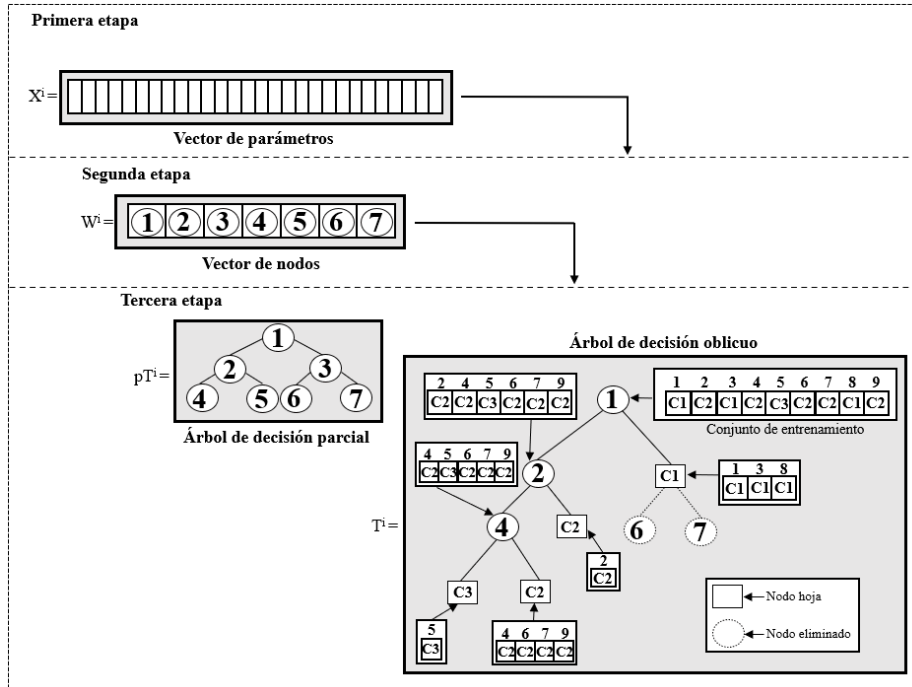 Primera etapa
Xⁱ=
Vector de parámetros
Segunda etapa
Wⁱ=
1 2 3 4 5 6 7
Vector de nodos
Tercera etapa
pTⁱ=
1
2 3
4 5 6 7
Árbol de decisión parcial
Árbol de decisión oblicuo
Tⁱ=
2 4 5 6 7 9
C2 C2 C3 C2 C2 C2
1
1 2 3 4 5 6 7 8 9
C1 C2 C1 C2 C3 C2 C2 C1 C2
Conjunto de entrenamiento
4 5 6 7 9
C2 C3 C2 C2 C2
2
C1
1 3 8
C1 C1 C1
4
C2
6 7
2
C2
C3
C2
5
C3
4 6 7 9
C2 C2 C2 C2
Nodo hoja
Nodo eliminado